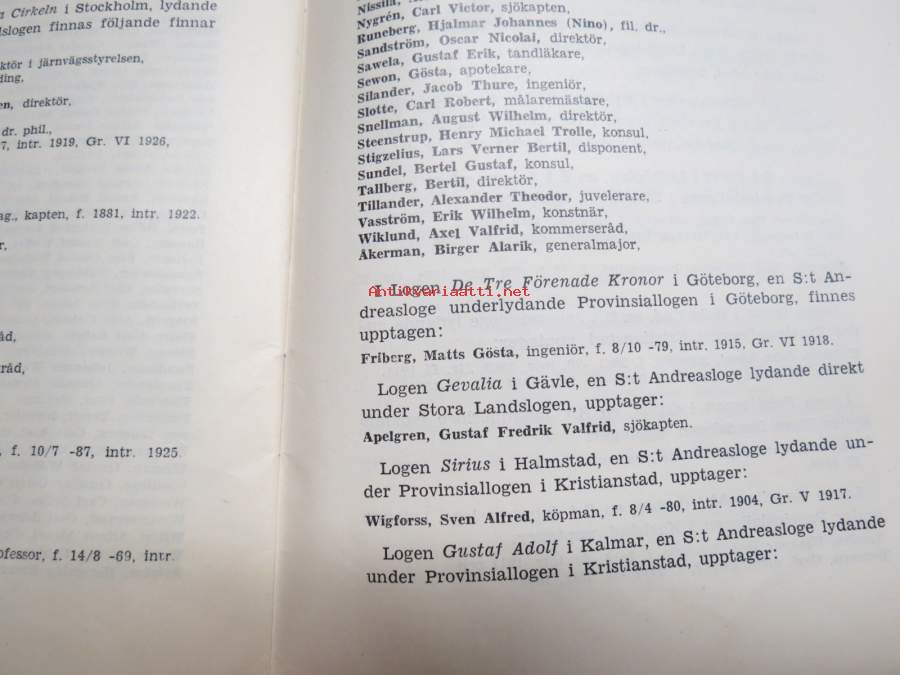 Cirkeln i Stockholm, lydande
dslogen finnas följande finnar
ktör i järnvägsstyrelsen,
ding,
en, direktör,
dr. phil.,
7, intr. 1919, Gr. VI 1926,
ag., kapten, f. 1881, intr. 1922.
r,
åd,
råd,
, f. 10/7 -87, intr. 1925.
ofessor, f. 14/8 -69, intr.
Nissilä,
Nygrén, Carl Victor, sjökapten,
Runeberg, Hjalmar Johannes (Nino), fil. dr.,
Sandström, Oscar Nicolai, direktör,
Sawela, Gustaf Erik, tandläkare,
Sewon, Gösta, apotekare,
Silander, Jacob Thure, ingeniör,
Slotte, Carl Robert, målaremästare,
Snellman, August Wilhelm, direktör,
Steenstrup, Henry Michael Trolle, konsul,
Stigzelius, Lars Verner Bertil, disponent,
Sundel, Bertel Gustaf, konsul,
Tallberg, Bertil, direktör,
Tillander, Alexander Theodor, juvelerare,
Vasström, Erik Wilhelm, konstnär,
Wiklund, Axel Valfrid, kommerseråd,
Åkerman, Birger Alarik, generalmajor,
I Logen De Tre Förenade Kronor i Göteborg, en S:t An-
Antikvariaatti.net
dreasloge underlydande Provinsiallogen i Göteborg, finnes
upptagen:
Friberg, Matts Gösta, ingeniör, f. 8/10 -79, intr. 1915, Gr. VI 1918.
Logen Gevalia i Gävle, en S:t Andreasloge lydande direkt
under Stora Landslogen, upptager:
Apelgren, Gustaf Fredrik Valfrid, sjökapten.
Logen Sirius i Halmstad, en S:t Andreasloge lydande un-
der Provinsiallogen i Kristianstad, upptager:
Wigforss, Sven Alfred, köpman, f. 8/4 -80, intr. 1904, Gr. V 1917.
Logen Gustaf Adolf i Kalmar, en S:t Andreasloge lydande
under Provinsiallogen i Kristianstad, upptager: